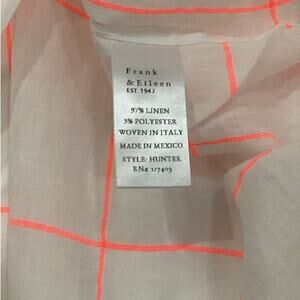 Frank
& Eileen
EST 1947
97% LINEN
3% POLYESTER
WOVEN IN ITALY
MADE IN MEXICO
STYLE: HUNTER
RN# 117409